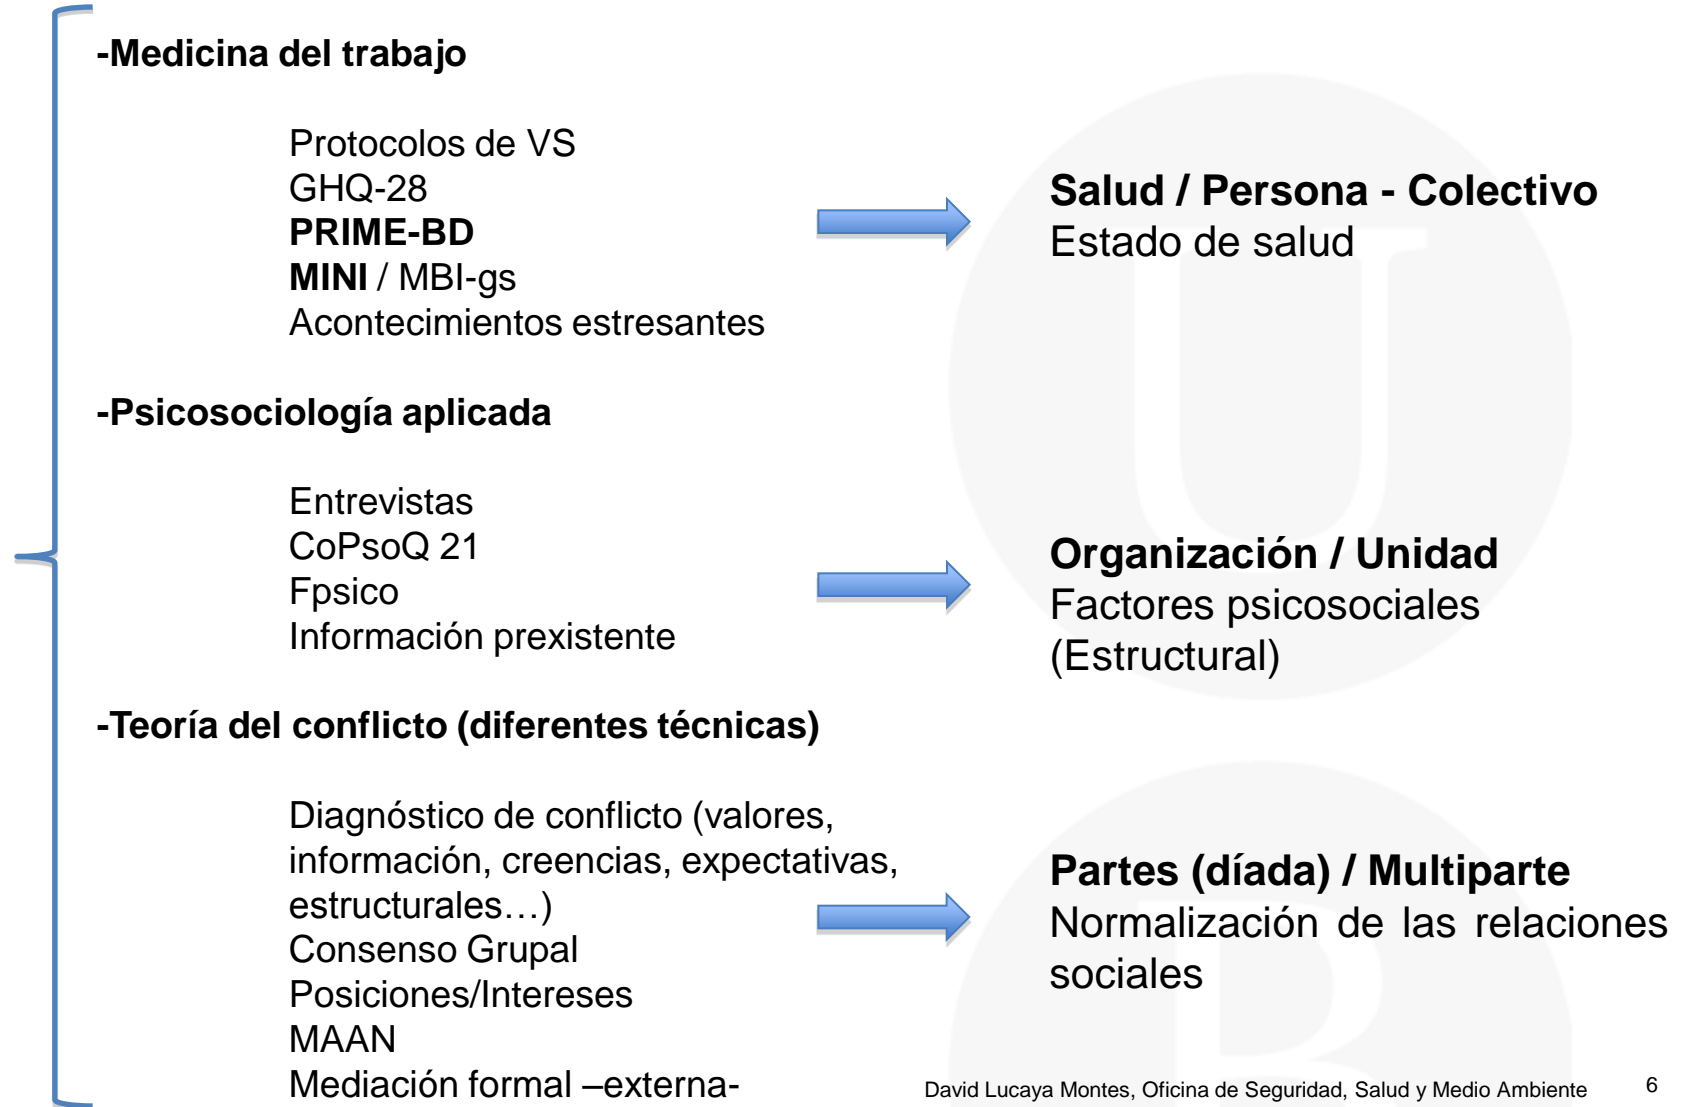 -Medicina del trabajo
Protocolos de VS
GHQ-28
PRIME-BD
MINI / MBI-gs
Acontecimientos estresantes
Salud / Persona - Colectivo
Estado de salud
-Psicosociología aplicada
Entrevistas
CoPsoQ 21
Fpsico
Información prexistente
Organización / Unidad
Factores psicosociales
(Estructural)
-Teoría del conflicto (diferentes técnicas)
Diagnóstico de conflicto (valores,
información, creencias, expectativas,
estructurales…)
Consenso Grupal
Posiciones/Intereses
MAAN
Mediación formal –externa-
Partes (díada) / Multiparte
Normalización de las relaciones
sociales
U
B
David Lucaya Montes, Oficina de Seguridad, Salud y Medio Ambiente
6